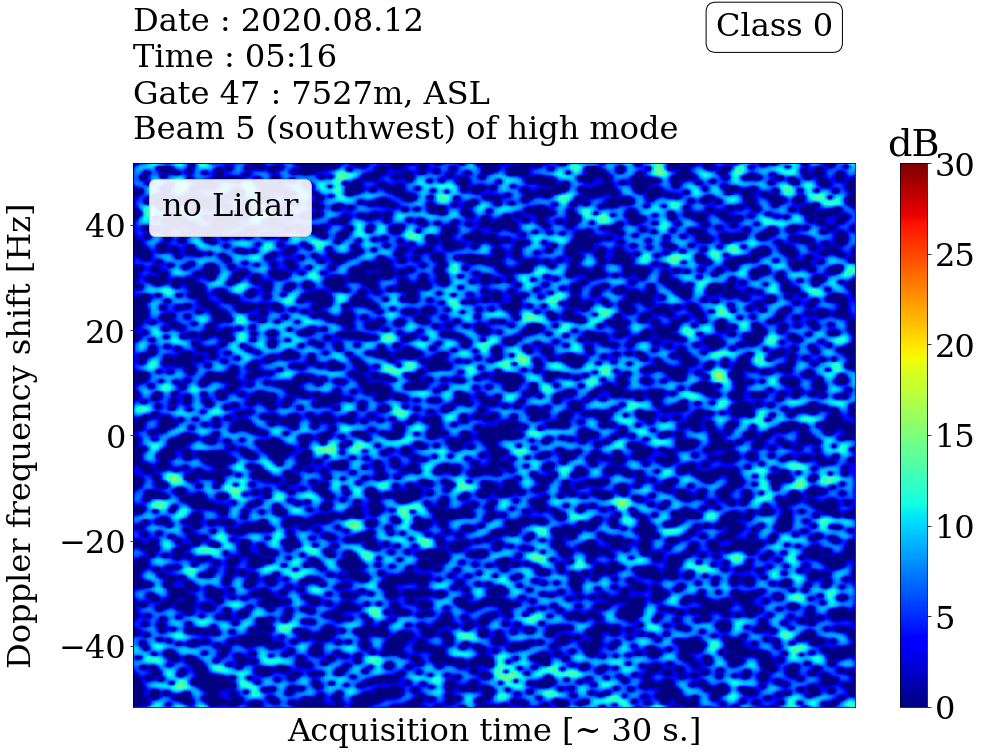 Date : 2020.08.12
Time : 05:16
Gate 47 : 7527m, ASL
Beam 5 (southwest) of high mode
Class 0
dB
no Lidar
Doppler frequency shift [Hz]
40
20
0
−20
−40
Acquisition time [~ 30 s.]
30
25
20
15
10
5
0